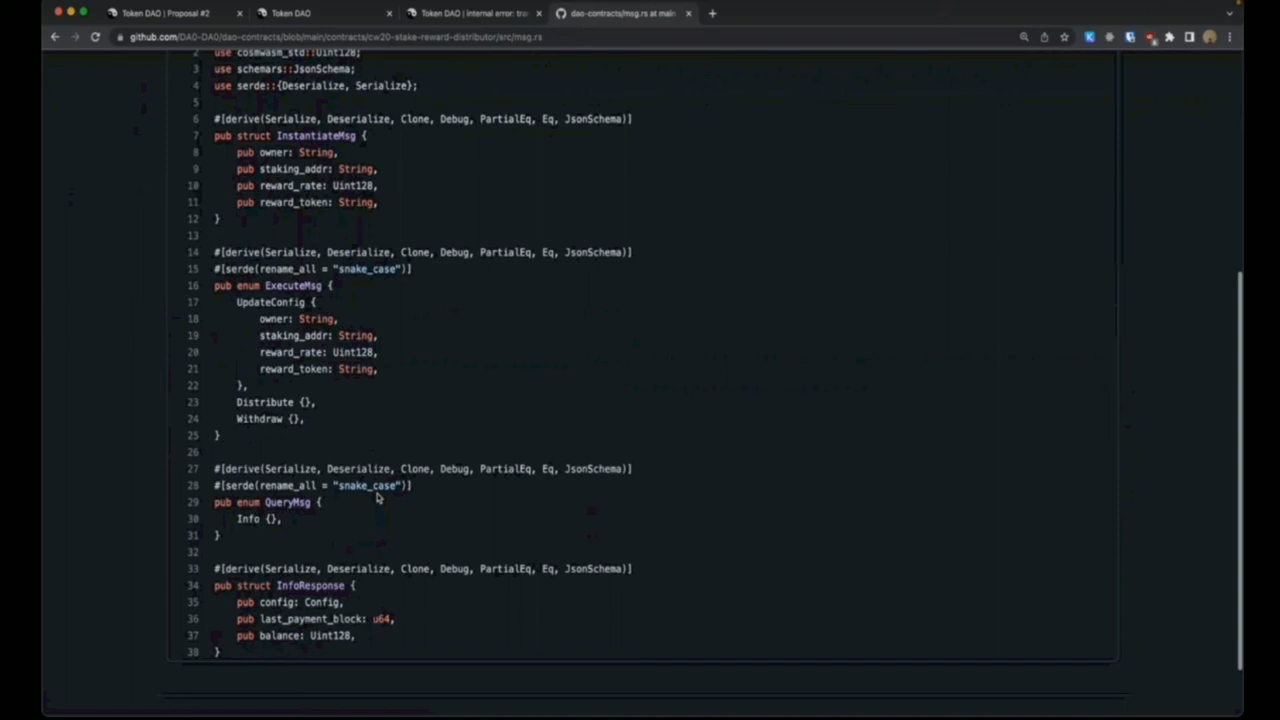 Token DAO | Proposal #2
Token DAO
Token DAO | Internal error: tran
dao-contracts/msg.rs at main
github.com/DA0-DA0/dao-contracts/blob/main/contracts/cw20-stake-reward-distributor/src/msg.rs
2 use cosmwasm_std::Uint128;
3 use schemars::JsonSchema;
4 use serde::{Deserialize, Serialize};
5
6 #[derive(Serialize, Deserialize, Clone, Debug, PartialEq, Eq, JsonSchema)]
7 pub struct InstantiateMsg {
8 pub owner: String,
9 pub staking_addr: String,
10 pub reward_rate: Uint128,
11 pub reward_token: String,
12 }
13
14 #[derive(Serialize, Deserialize, Clone, Debug, PartialEq, Eq, JsonSchema)]
15 #[serde(rename_all = "snake_case")]
16 pub enum ExecuteMsg {
17 UpdateConfig {
18 owner: String,
19 staking_addr: String,
20 reward_rate: Uint128,
21 reward_token: String,
22 },
23 Distribute {},
24 Withdraw {},
25 }
26
27 #[derive(Serialize, Deserialize, Clone, Debug, PartialEq, Eq, JsonSchema)]
28 #[serde(rename_all = "snake_case")]
29 pub enum QueryMsg {
30 Info {},
31 }
32
33 #[derive(Serialize, Deserialize, Clone, Debug, PartialEq, Eq, JsonSchema)]
34 pub struct InfoResponse {
35 pub config: Config,
36 pub last_payment_block: u64,
37 pub balance: Uint128,
38 }